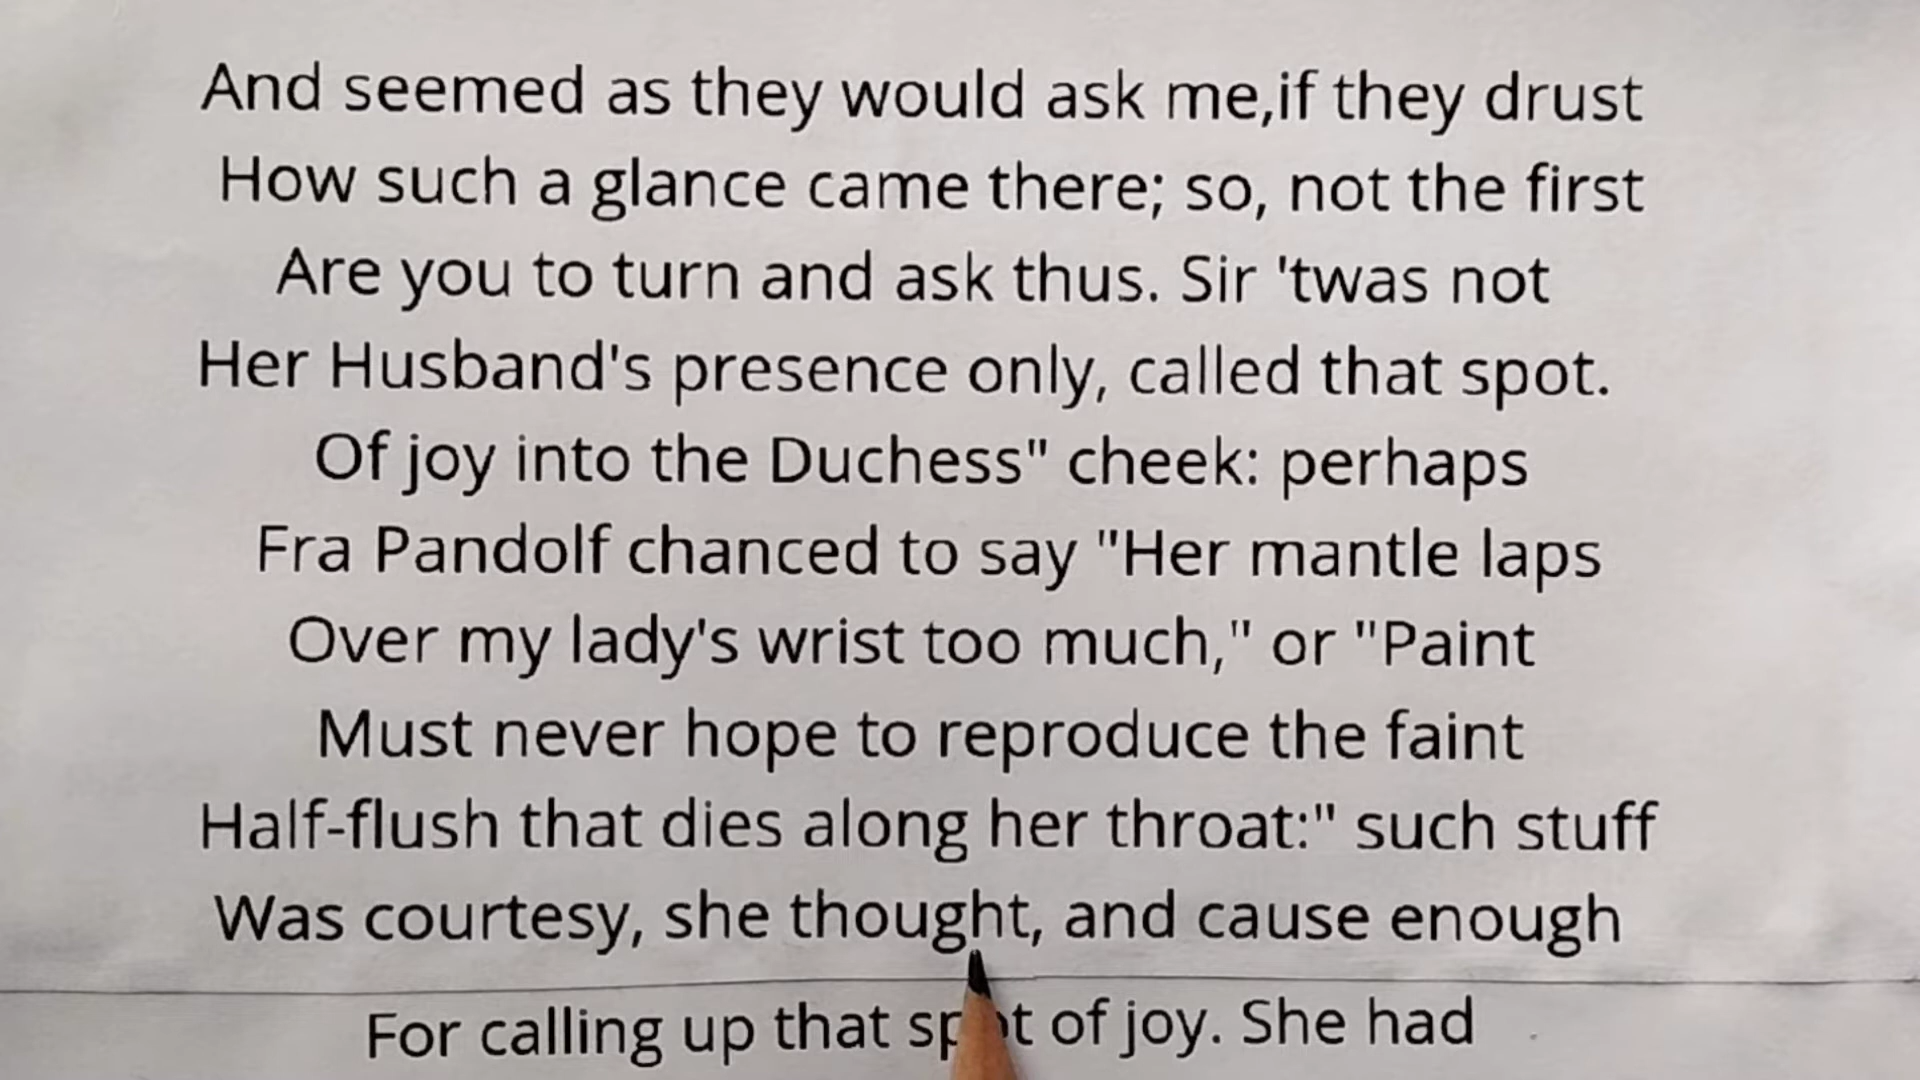 And seemed as they would ask me,if they drust
How such a glance came there; so, not the first
Are you to turn and ask thus. Sir 'twas not
Her Husband's presence only, called that spot.
Of joy into the Duchess" cheek: perhaps
Fra Pandolf chanced to say "Her mantle laps
Over my lady's wrist too much," or "Paint
Must never hope to reproduce the faint
Half-flush that dies along her throat:" such stuff
Was courtesy, she thought, and cause enough
For calling up that spot of joy. She had